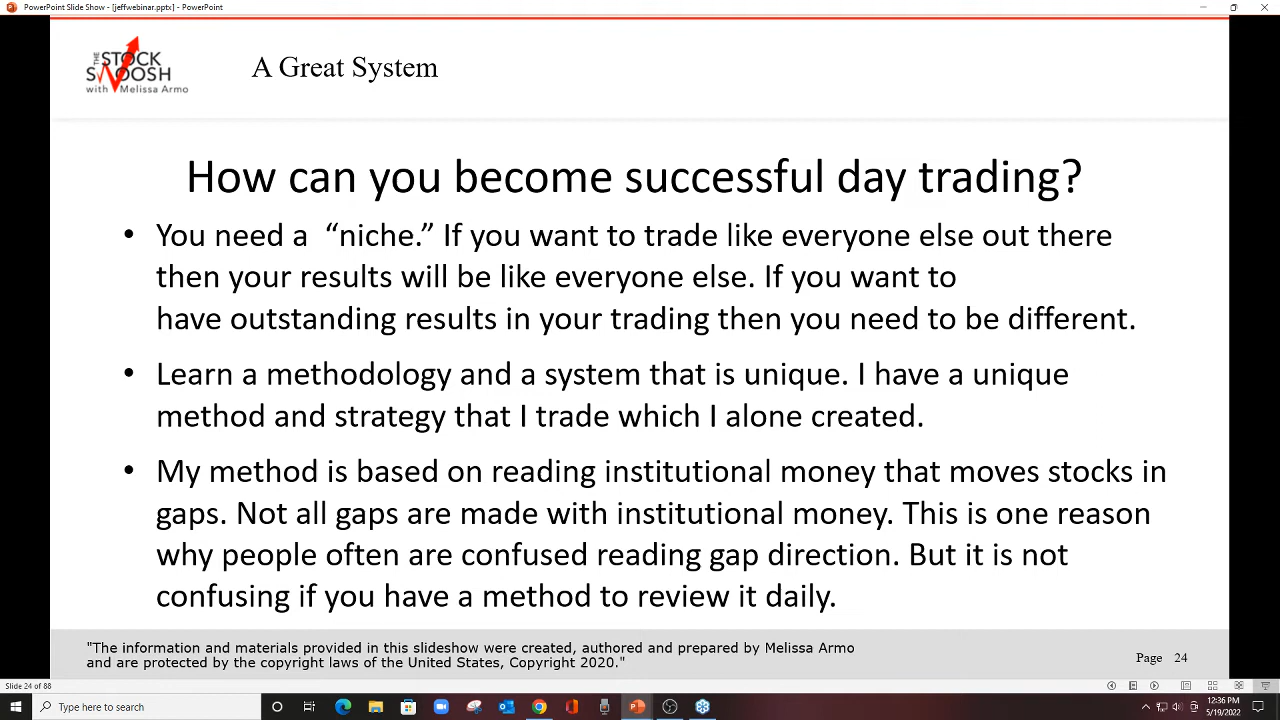 PowerPoint Slide Show - [jeffwebinar.pptx] - PowerPoint
THE
STOCK
SWOOSH
with Melissa Armo
A Great System
How can you become successful day trading?
• You need a “niche.” If you want to trade like everyone else out there
then your results will be like everyone else. If you want to
have outstanding results in your trading then you need to be different.
• Learn a methodology and a system that is unique. I have a unique
method and strategy that I trade which I alone created.
• My method is based on reading institutional money that moves stocks in
gaps. Not all gaps are made with institutional money. This is one reason
why people often are confused reading gap direction. But it is not
confusing if you have a method to review it daily.
"The information and materials provided in this slideshow were created, authored and prepared by Melissa Armo
and are protected by the copyright laws of the United States, Copyright 2020."
Page 24
Slide 24 of 88
Type here to search
12:36 PM
5/19/2022